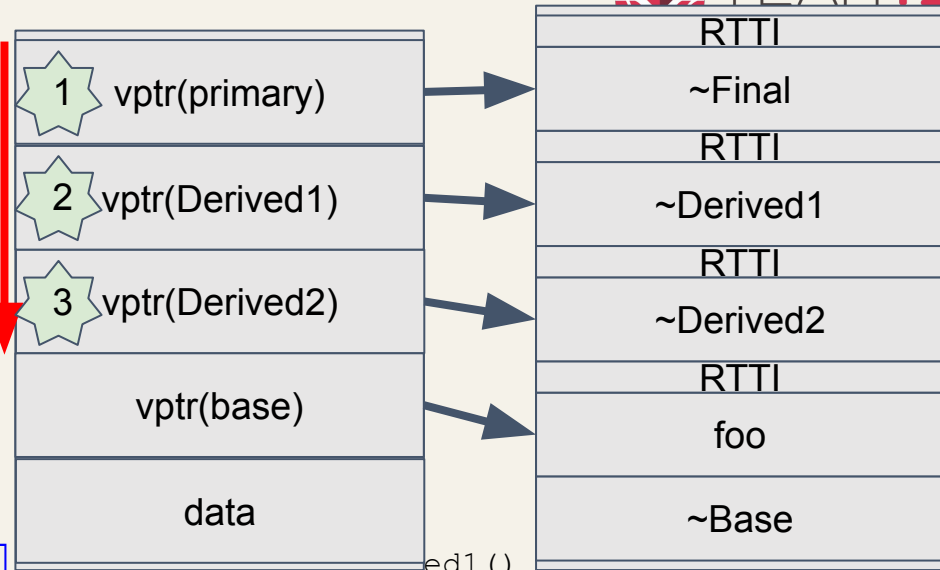 RTTI
1 vptr(primary)
~Final
RTTI
2 vptr(Derived1)
~Derived1
RTTI
3 vptr(Derived2)
~Derived2
RTTI
vptr(base)
foo
data
~Base
ed1()